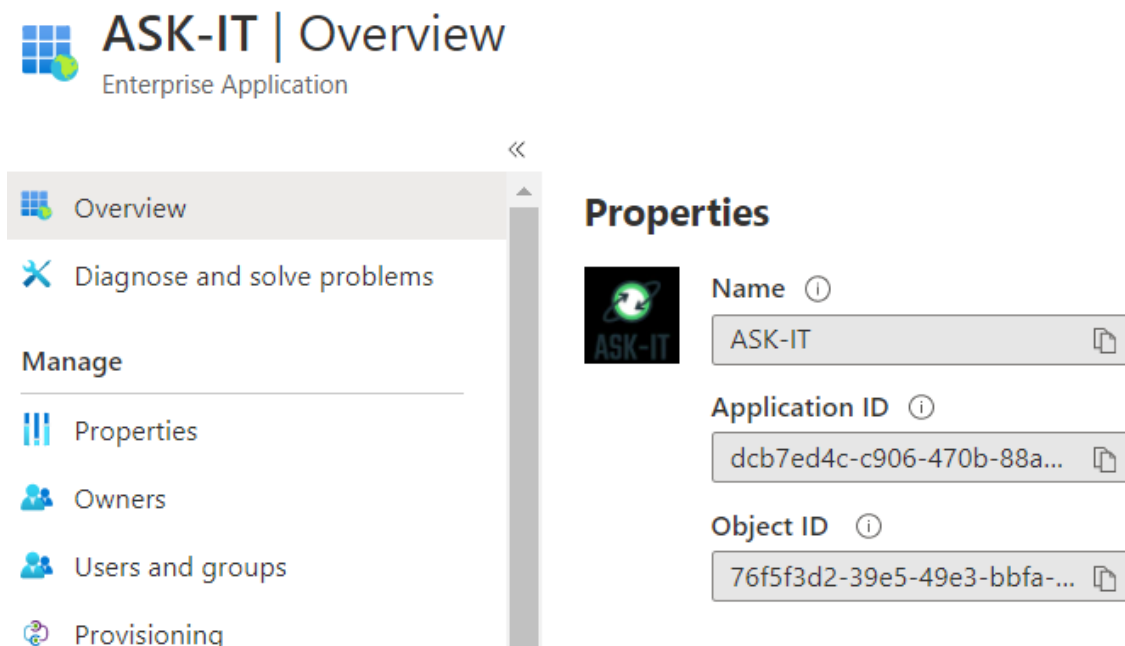 ASK-IT | Overview
Enterprise Application
«
Overview
Diagnose and solve problems
Manage
Properties
Owners
Users and groups
Provisioning
Properties
ASK-IT
Name
ASK-IT
Application ID
dcb7ed4c-c906-470b-88a...
Object ID
76f5f3d2-39e5-49e3-bbfa-...